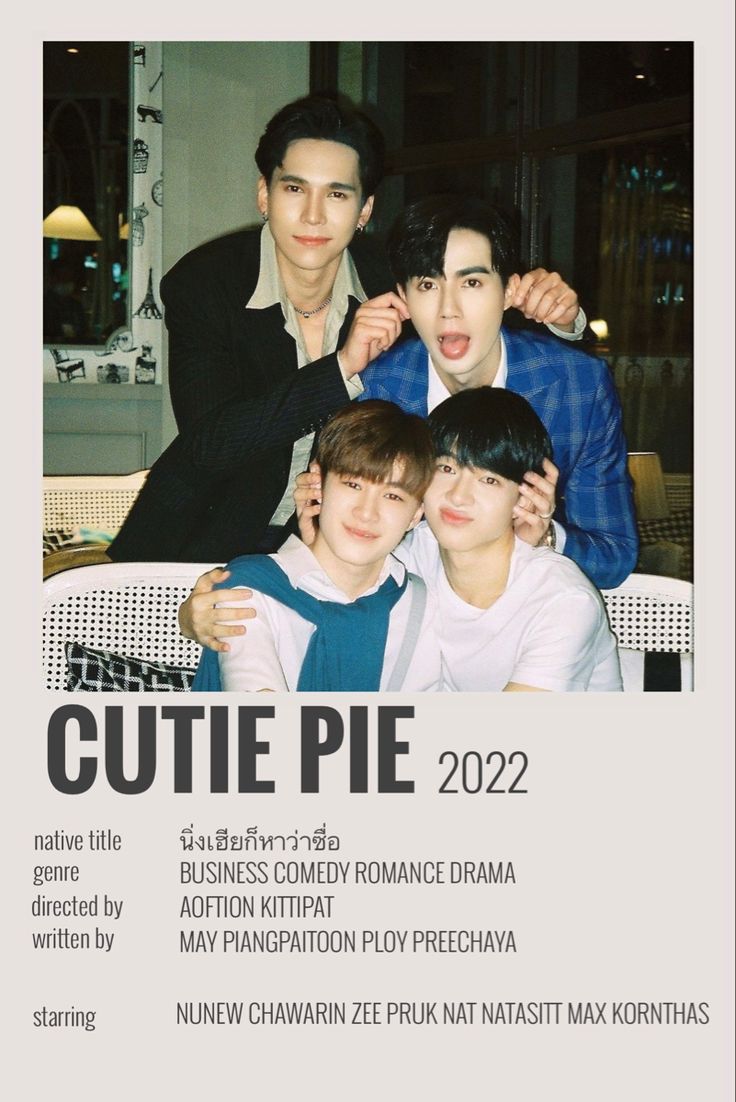 CUTIE PIE 2022
native title นิ่งเฮียก็หาว่าซื่อ
genre BUSINESS COMEDY ROMANCE DRAMA
directed by AOFTION KITTIPAT
written by MAY PIANGPAITOON PLOY PREECHAYA
starring NUNEW CHAWARIN ZEE PRUK NAT NATASITT MAX KORNTHAS